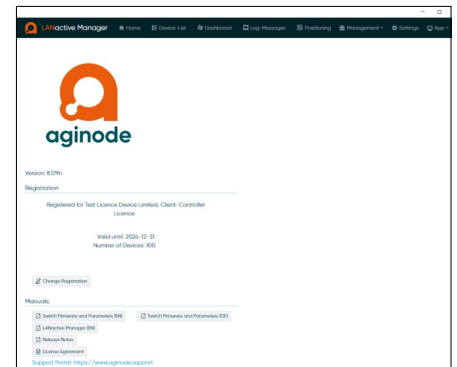 LANactive Manager Home Device-List Dashboard Log-Messages Positioning Management Settings App
aginode
Version: 8.01fn
Registration:
Registered for Test Licence Device Limited, Client-Controller
Licence
Valid until: 2024-12-31
Number of Devices: 100
Change Registration
Manuals:
Switch Firmware and Parameters (EN) Switch Firmware and Parameters (DE)
LANactive Manager (EN)
Release Notes
License Agreement
Support Portal: https://www.aginode.support